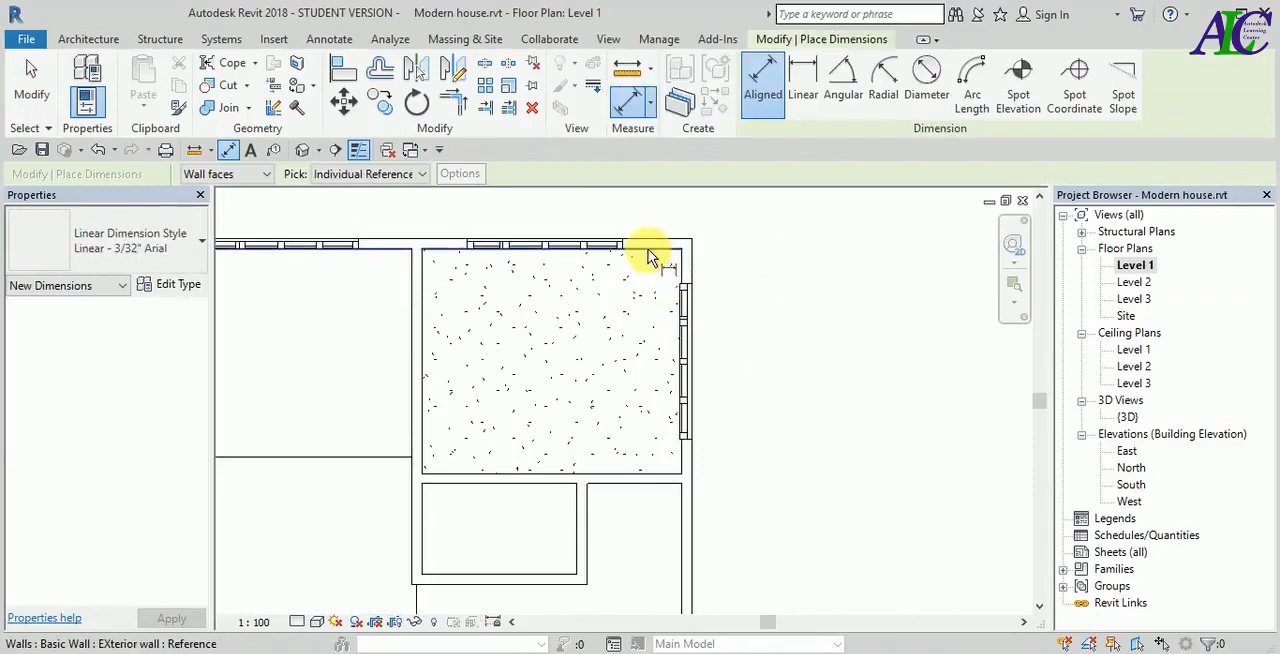 Autodesk Revit 2018 - STUDENT VERSION - Modern house.rvt - Floor Plan: Level 1
Type a keyword or phrase
Sign In
ALC
Autodesk
Learning
Center
File Architecture Structure Systems Insert Annotate Analyze Massing & Site Collaborate View Manage Add-Ins Modify | Place Dimensions
Modify
Paste
Cope
Cut
Join
Aligned Linear Angular Radial Diameter Arc Length Spot Elevation Spot Coordinate Spot Slope
Select Properties Clipboard Geometry Modify View Measure Create Dimension
Modify | Place Dimensions Wall faces Pick: Individual Reference Options
Properties
Linear Dimension Style
Linear - 3/32" Arial
New Dimensions Edit Type
Properties help Apply
2D
Project Browser - Modern house.rvt
Views (all)
Structural Plans
Floor Plans
Level 1
Level 2
Level 3
Site
Ceiling Plans
Level 1
Level 2
Level 3
3D Views
{3D}
Elevations (Building Elevation)
East
North
South
West
Legends
Schedules/Quantities
Sheets (all)
Families
Groups
Revit Links
1 : 100
Walls : Basic Wall : EXterior wall : Reference
:0
Main Model
:0